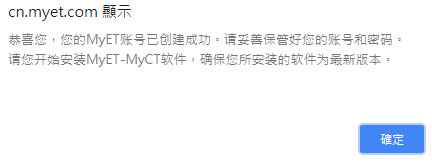 cn.myet.com 顯示
恭喜您，您的MyET账号已创建成功。请妥善保管好您的账号和密码。
请您开始安装MyET-MyCT软件，确保您所安装的软件为最新版本。
確定